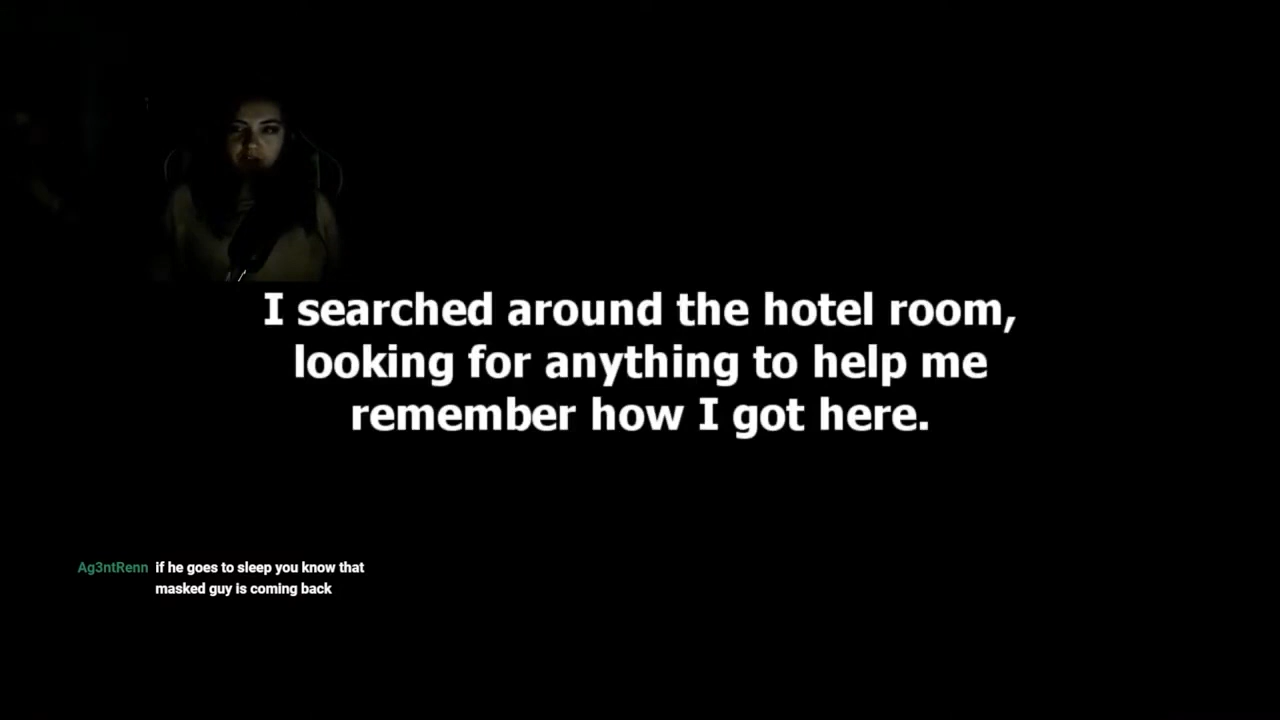 I searched around the hotel room,
looking for anything to help me
remember how I got here.
Ag3ntRenn if he goes to sleep you know that
masked guy is coming back